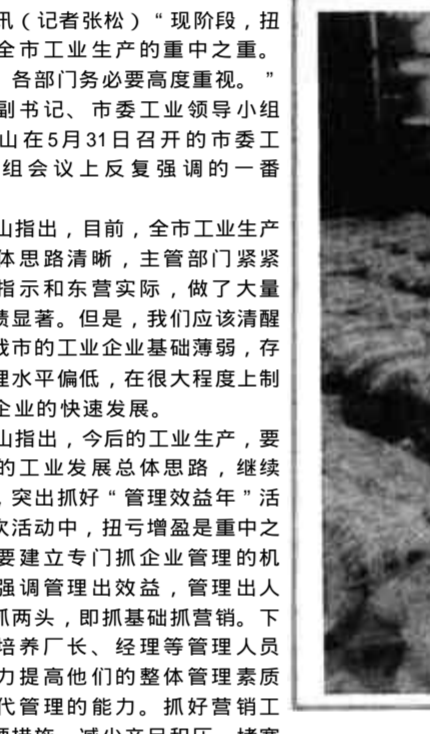 讯（记者张松）“现阶段，扭
全市工业生产的重中之重。
各部门务必要高度重视。”
副书记、市委工业领导小组
山在5月31日召开的市委工
组会议上反复强调的一番
山指出，目前，全市工业生产
体思路清晰，主管部门紧紧
指示和东营实际，做了大量
绩显著。但是，我们应该清醒
我市的工业企业基础薄弱，存
理水平偏低，在很大程度上制
企业的快速发展。
山指出，今后的工业生产，要
的工业发展总体思路，继续
，突出抓好“管理效益年”活
次活动中，扭亏增盈是重中之
要建立专门抓企业管理的机
强调管理出效益，管理出人
抓两头，即抓基础抓营销。下
培养厂长、经理等管理人员
力提高他们的整体管理素质
代管理的能力。抓好营销工
措施，减少产品积压，堵塞